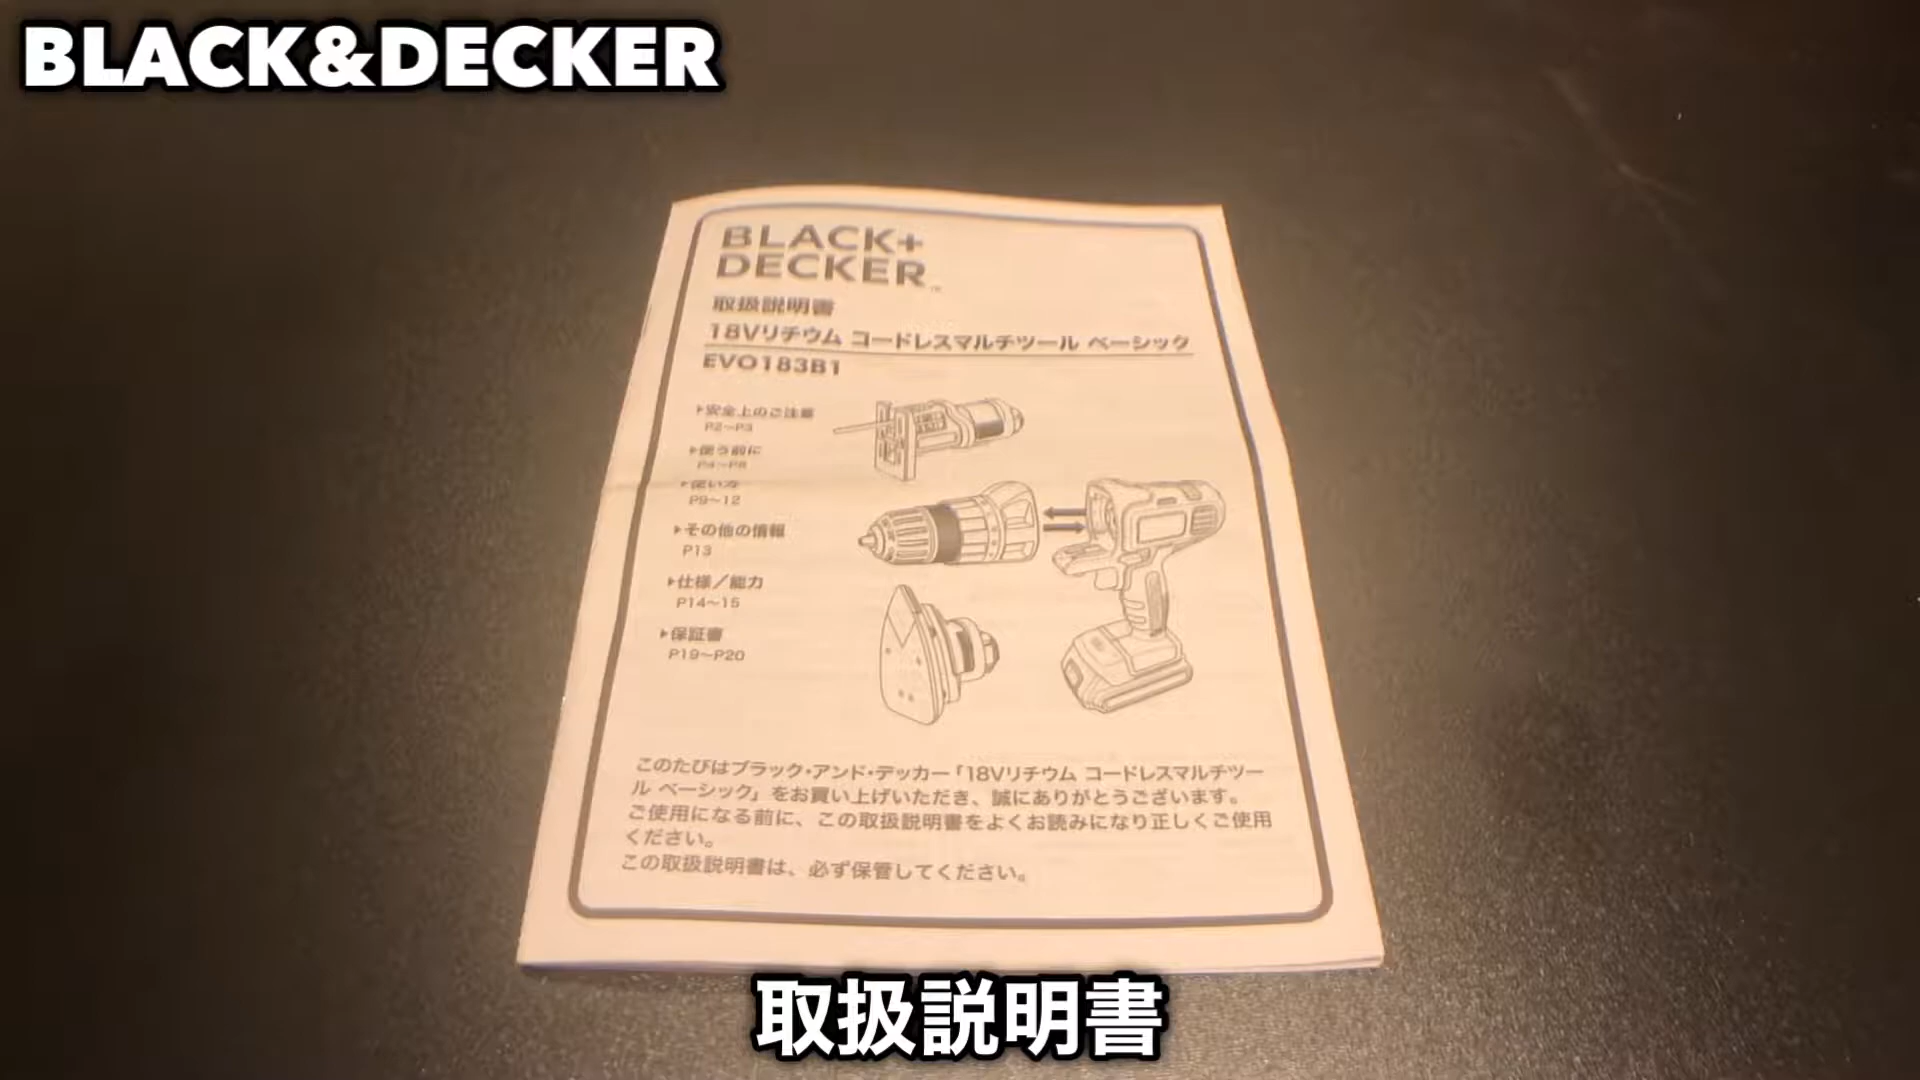 BLACK&DECKER
BLACK+
DECKER
取扱説明書
18Vリチウム コードレスマルチツール ベーシック
EVO183B1
安全上のご注意
P2〜P3
使う前に
P4〜P8
使い方
P9〜12
その他の情報
P13
仕様／能力
P14〜15
保証書
P19〜P20
このたびはブラック・アンド・デッカー「18Vリチウム コードレスマルチツー
ル ベーシック」をお買い上げいただき、誠にありがとうございます。
ご使用になる前に、この取扱説明書をよくお読みになり正しくご使用
ください。
この取扱説明書は、必ず保管してください。
取扱説明書